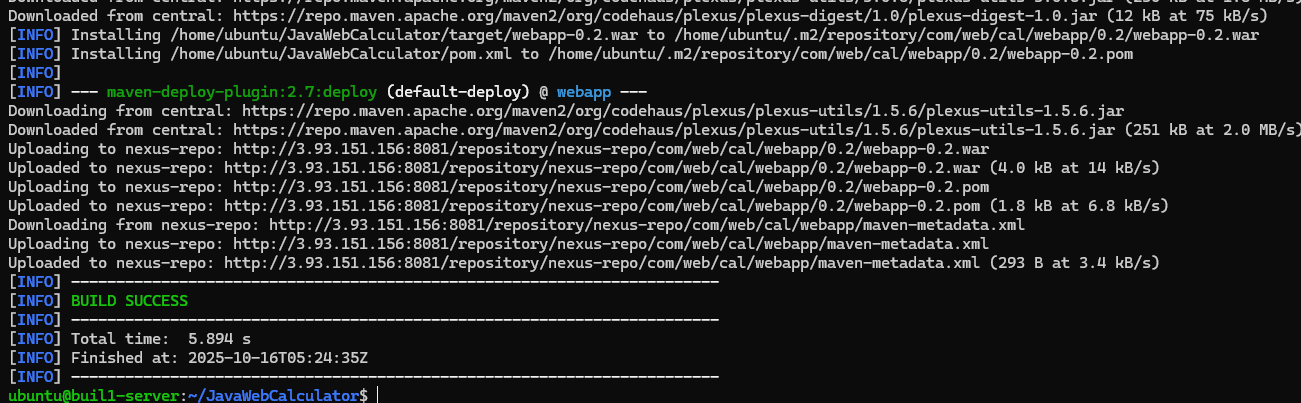 Downloaded from central: https://repo.maven.apache.org/maven2/org/codehaus/plexus/plexus-digest/1.0/plexus-digest-1.0.jar (12 kB at 75 kB/s)
[INFO] Installing /home/ubuntu/JavaWebCalculator/target/webapp-0.2.war to /home/ubuntu/.m2/repository/com/web/cal/webapp/0.2/webapp-0.2.war
[INFO] Installing /home/ubuntu/JavaWebCalculator/pom.xml to /home/ubuntu/.m2/repository/com/web/cal/webapp/0.2/webapp-0.2.pom
[INFO]
[INFO] --- maven-deploy-plugin:2.7:deploy (default-deploy) @ webapp ---
Downloading from central: https://repo.maven.apache.org/maven2/org/codehaus/plexus/plexus-utils/1.5.6/plexus-utils-1.5.6.jar
Downloaded from central: https://repo.maven.apache.org/maven2/org/codehaus/plexus/plexus-utils/1.5.6/plexus-utils-1.5.6.jar (251 kB at 2.0 MB/s)
Uploading to nexus-repo: http://3.93.151.156:8081/repository/nexus-repo/com/web/cal/webapp/0.2/webapp-0.2.war
Uploaded to nexus-repo: http://3.93.151.156:8081/repository/nexus-repo/com/web/cal/webapp/0.2/webapp-0.2.war (4.0 kB at 14 kB/s)
Uploading to nexus-repo: http://3.93.151.156:8081/repository/nexus-repo/com/web/cal/webapp/0.2/webapp-0.2.pom
Uploaded to nexus-repo: http://3.93.151.156:8081/repository/nexus-repo/com/web/cal/webapp/0.2/webapp-0.2.pom (1.8 kB at 6.8 kB/s)
Downloading from nexus-repo: http://3.93.151.156:8081/repository/nexus-repo/com/web/cal/webapp/maven-metadata.xml
Uploading to nexus-repo: http://3.93.151.156:8081/repository/nexus-repo/com/web/cal/webapp/maven-metadata.xml
Uploaded to nexus-repo: http://3.93.151.156:8081/repository/nexus-repo/com/web/cal/webapp/maven-metadata.xml (293 B at 3.4 kB/s)
[INFO] ------------------------------------------------------------------------
[INFO] BUILD SUCCESS
[INFO] ------------------------------------------------------------------------
[INFO] Total time:  5.894 s
[INFO] Finished at: 2025-10-16T05:24:35Z
[INFO] ------------------------------------------------------------------------
ubuntu@buil1-server:~/JavaWebCalculator$